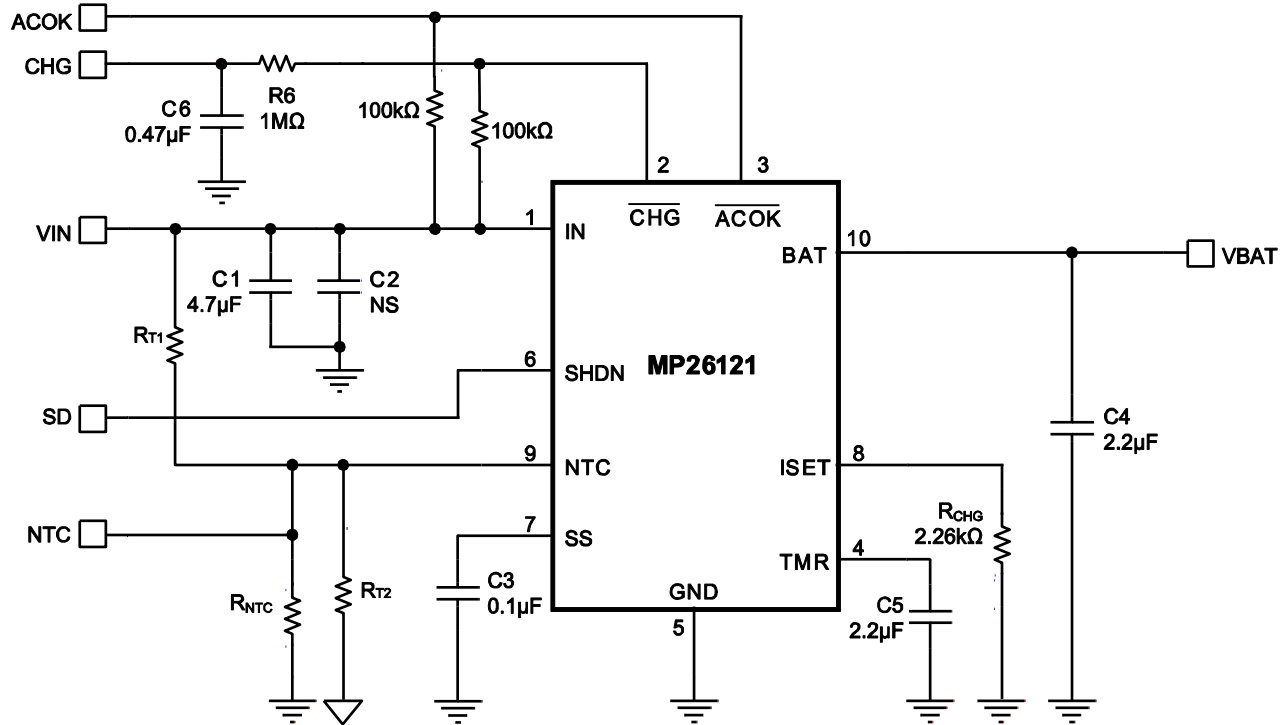 ACOK
CHG
R6
1MΩ
C6
0.47µF
100kΩ
100kΩ
2
3
VIN
1
IN
CHG
ACOK
BAT
10
VBAT
C1
4.7µF
C2
NS
RT1
6
SHDN
MP26121
SD
C4
2.2µF
9
NTC
ISET
8
NTC
7
SS
RCHG
2.26kΩ
TMR
4
RNTC
RT2
C3
0.1µF
GND
5
C5
2.2µF